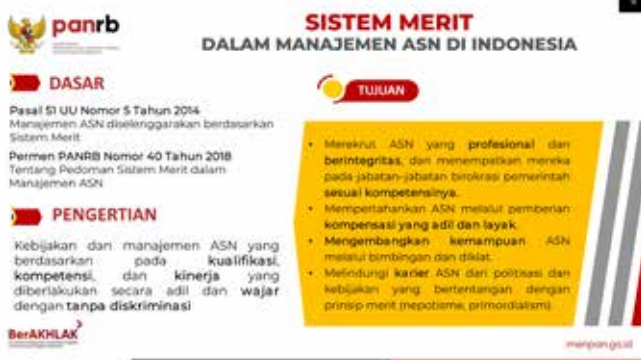 panrb
SISTEM MERIT
DALAM MANAJEMEN ASN DI INDONESIA
DASAR
Pasal 51 UU Nomor 5 Tahun 2014
Manajemen ASN diselenggarakan berdasarkan
Sistem Merit
Permen PANRB Nomor 40 Tahun 2018
Tentang Pedoman Sistem Merit dalam
Manajemen ASN
PENGERTIAN
Kebijakan dan manajemen ASN yang
berdasarkan pada kualifikasi,
kompetensi, dan kinerja yang
diberlakukan secara adil dan wajar
dengan tanpa diskriminasi
TUJUAN
• Merekrut ASN yang profesional dan
berintegritas, dan menempatkan mereka
pada jabatan-jabatan birokrasi pemerintah
sesuai kompetensinya.
• Mempertahankan ASN melalui pemberian
kompensasi yang adil dan layak.
• Mengembangkan kemampuan ASN
melalui bimbingan dan diklat.
• Melindungi karier ASN dari politisasi dan
kebijakan yang bertentangan dengan
prinsip merit (nepotisme, primordialism).
BerAKHLAK
menpan.go.id